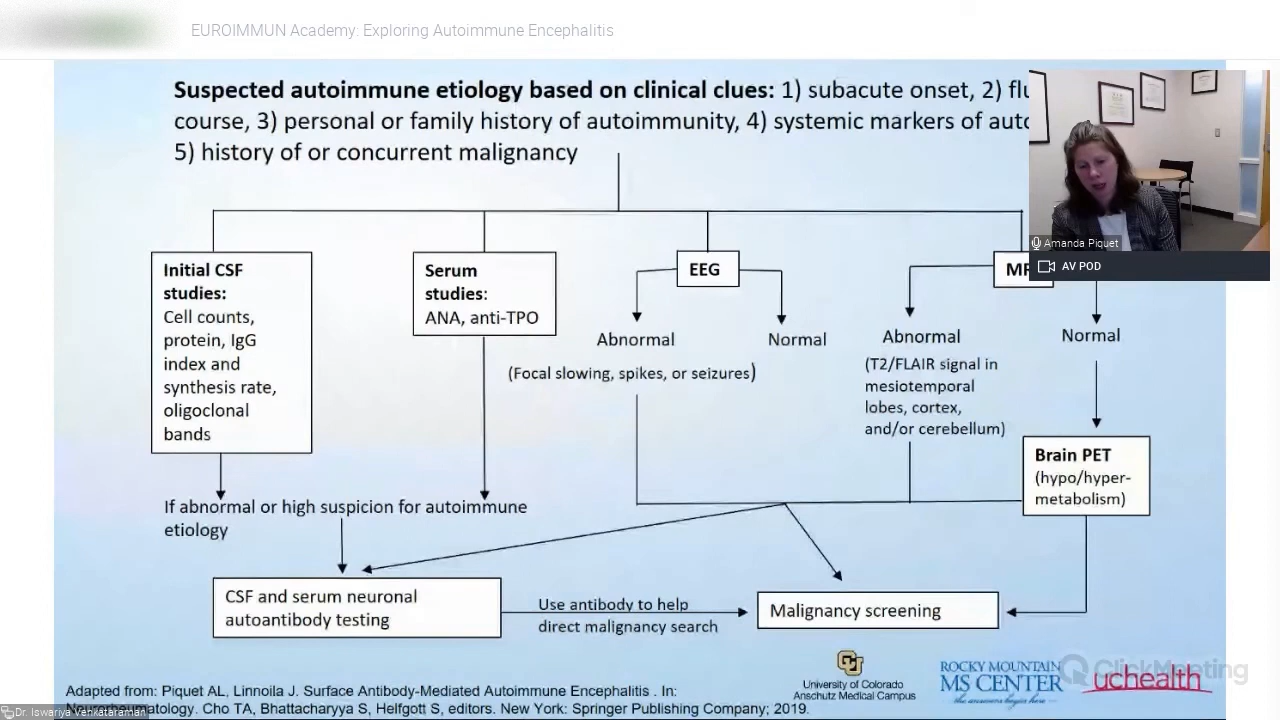 EUROIMMUN Academy: Exploring Autoimmune Encephalitis
Suspected autoimmune etiology based on clinical clues: 1) subacute onset, 2)
course, 3) personal or family history of autoimmunity, 4) systemic markers of
5) history of or concurrent malignancy
Amanda Piquet
AV POD
Initial CSF
studies:
Cell counts,
protein, IgG
index and
synthesis rate,
oligoclonal
bands
Serum
studies:
ANA, anti-TPO
EEG
Abnormal
Normal
(Focal slowing, spikes, or seizures)
Abnormal
Normal
(T2/FLAIR signal in
mesiotemporal
lobes, cortex,
and/or cerebellum)
Brain PET
(hypo/hyper-
metabolism)
If abnormal or high suspicion for autoimmune
etiology
CSF and serum neuronal
autoantibody testing
Use antibody to help
direct malignancy search
Malignancy screening
Adapted from: Piquet AL, Linnoila J. Surface Antibody-Mediated Autoimmune Encephalitis . In:
Neurorheumatology. Cho TA, Bhattacharyya S, Helfgott S, editors. New York: Springer Publishing Company; 2019.
Dr. Iswariya Venkataraman
CU
University of Colorado
Anschutz Medical Campus
ROCKY MOUNTAIN
MS CENTER
the answers begin here
uchealth
ClickMeeting